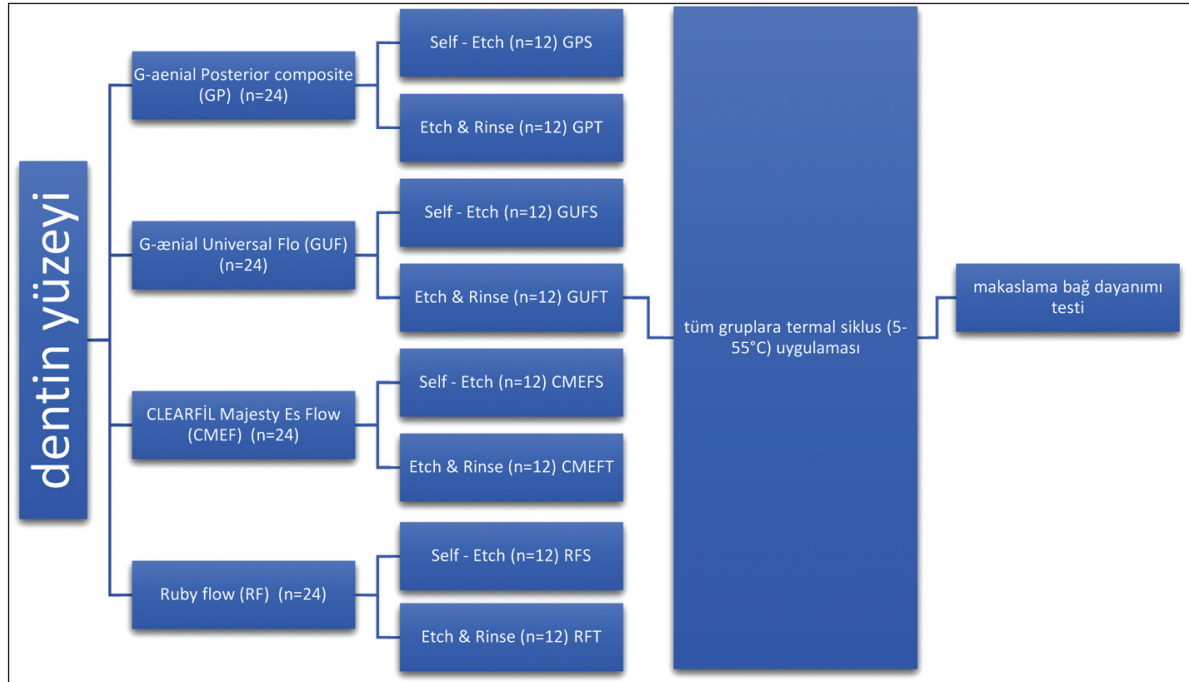 dentin yüzeyi
G-aenial Posterior composite
(GP) (n=24)
Self - Etch (n=12) GPS
Etch & Rinse (n=12) GPT
G-ænial Universal Flo (GUF)
(n=24)
Self - Etch (n=12) GUFS
Etch & Rinse (n=12) GUFT
CLEARFİL Majesty Es Flow
(CMEF) (n=24)
Self - Etch (n=12) CMEFS
Etch & Rinse (n=12) CMEFT
Ruby flow (RF) (n=24)
Self - Etch (n=12) RFS
Etch & Rinse (n=12) RFT
tüm gruplara termal siklus (5-
55°C) uygulaması
makaslama bağ dayanımı
testi